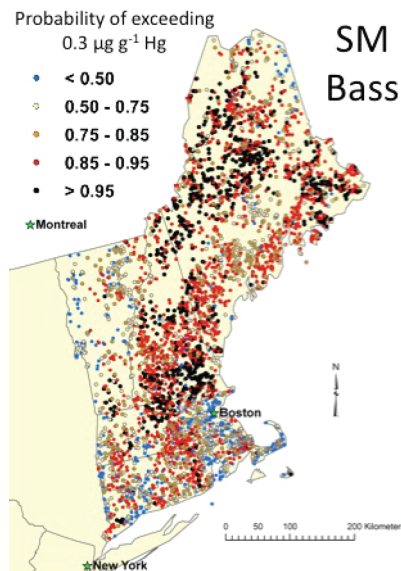 Probability of exceeding
0.3 µg g⁻¹ Hg
SM
Bass
< 0.50
0.50 - 0.75
0.75 - 0.85
0.85 - 0.95
> 0.95
Montreal
N
Boston
0 50 100 200 Kilometer
New York